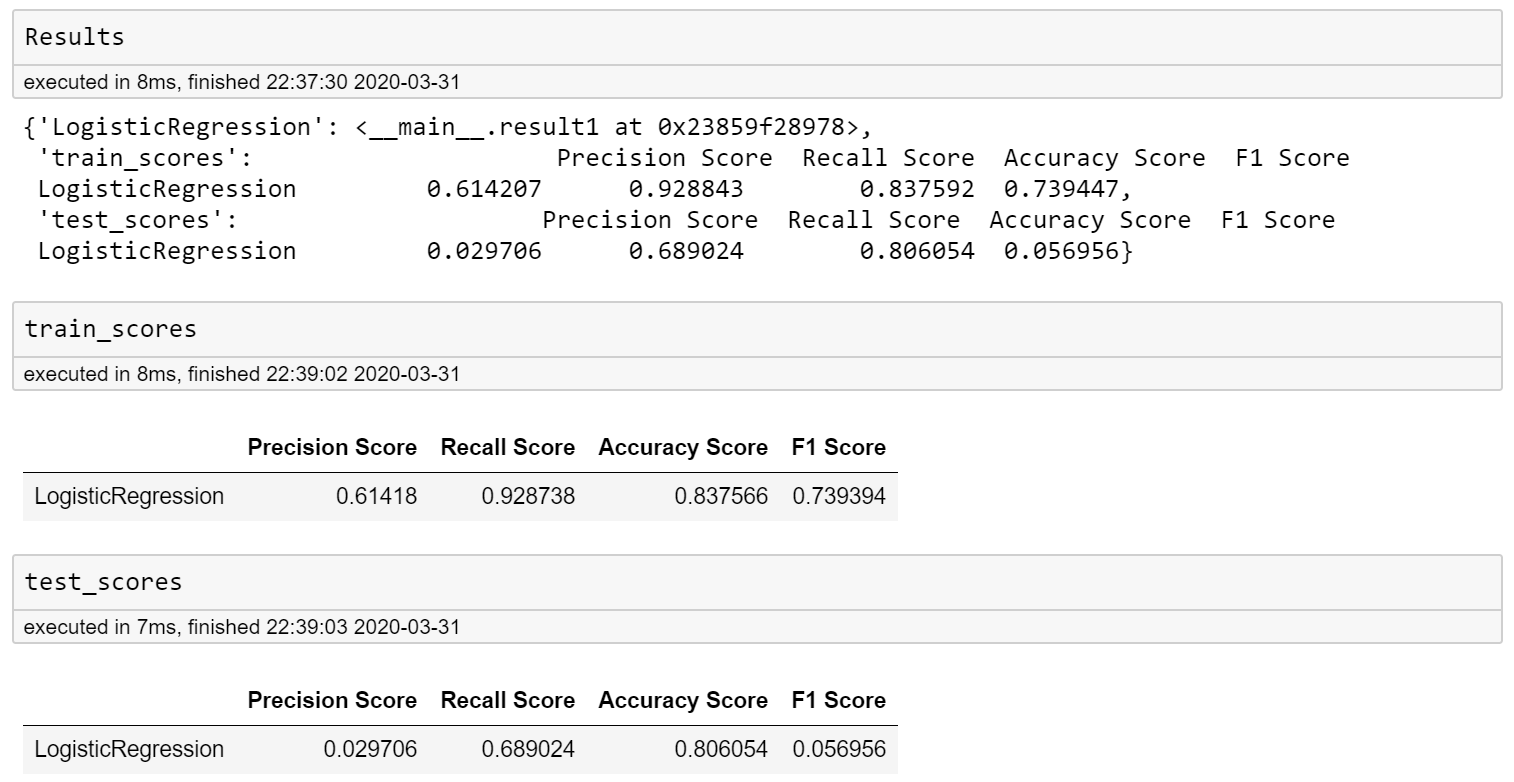 Results
executed in 8ms, finished 22:37:30 2020-03-31
{'LogisticRegression': <__main__.result1 at 0x23859f28978>,
'train_scores': Precision Score Recall Score Accuracy Score F1 Score
LogisticRegression 0.614207 0.928843 0.837592 0.739447,
'test_scores': Precision Score Recall Score Accuracy Score F1 Score
LogisticRegression 0.029706 0.689024 0.806054 0.056956}
train_scores
executed in 8ms, finished 22:39:02 2020-03-31
Precision Score Recall Score Accuracy Score F1 Score
LogisticRegression 0.61418 0.928738 0.837566 0.739394
test_scores
executed in 7ms, finished 22:39:03 2020-03-31
Precision Score Recall Score Accuracy Score F1 Score
LogisticRegression 0.029706 0.689024 0.806054 0.056956